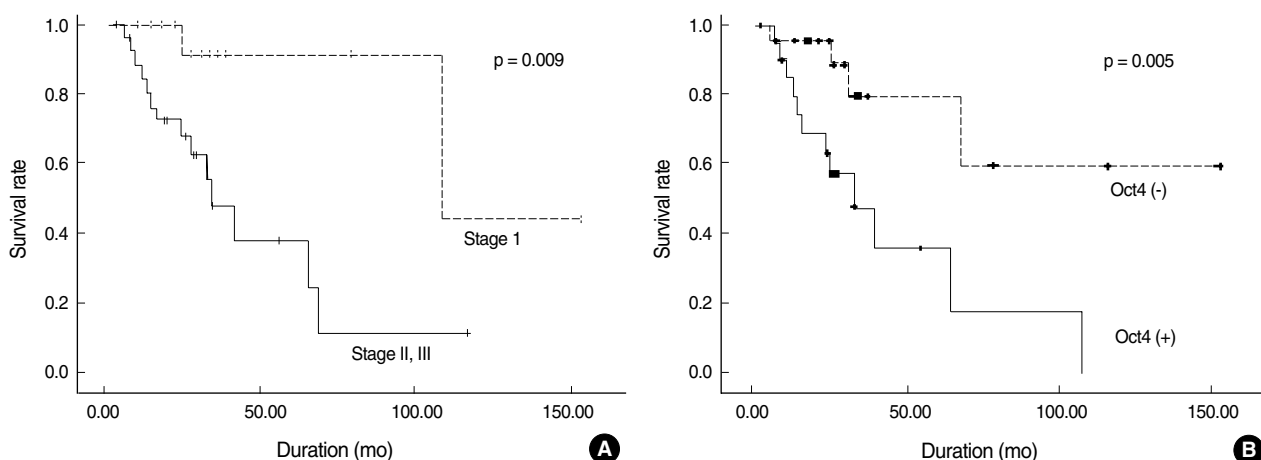 1.0
0.8
0.6
0.4
0.2
0.0
Survival rate
p = 0.009
Stage 1
Stage II, III
0.00 50.00 100.00 150.00
Duration (mo)
A
1.0
0.8
0.6
0.4
0.2
0.0
Survival rate
p = 0.005
Oct4 (-)
Oct4 (+)
0.00 50.00 100.00 150.00
Duration (mo)
B